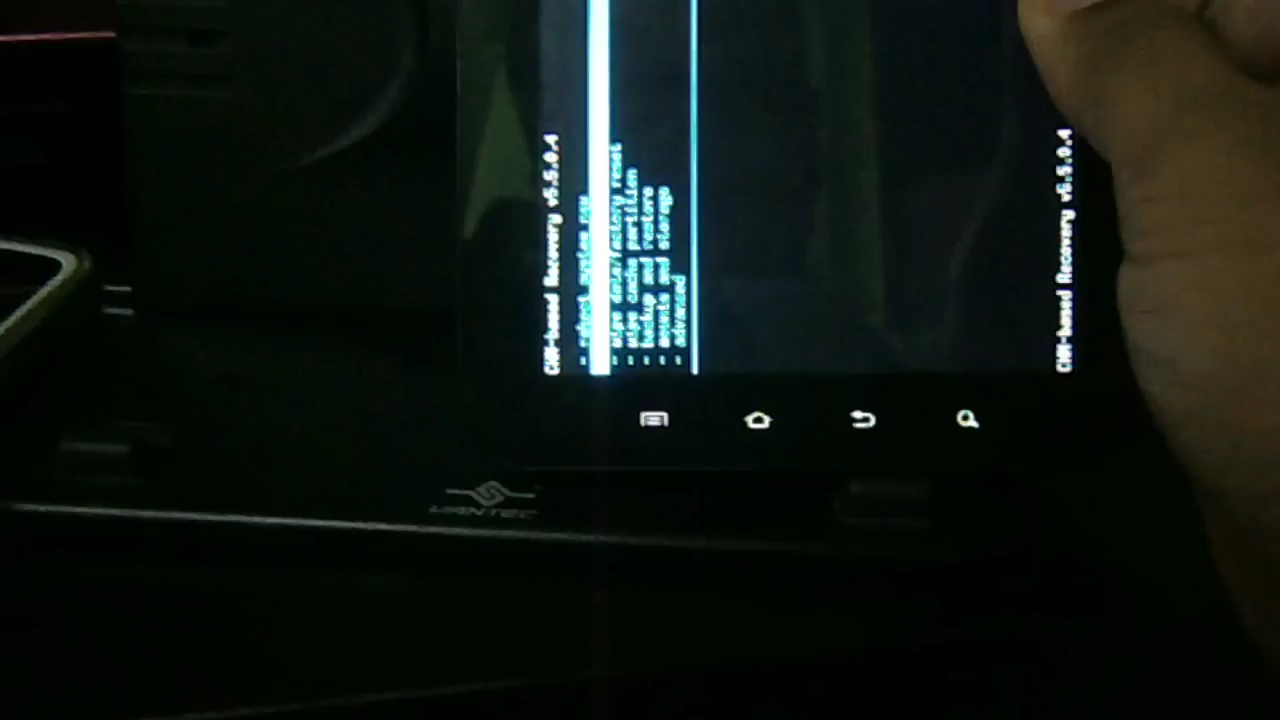 CWM-based Recovery v5.5.0.4
- reboot system now
- wipe data/factory reset
- wipe cache partition
- backup and restore
- mounts and storage
- advanced
CWM-based Recovery v5.5.0.4
VANTEC